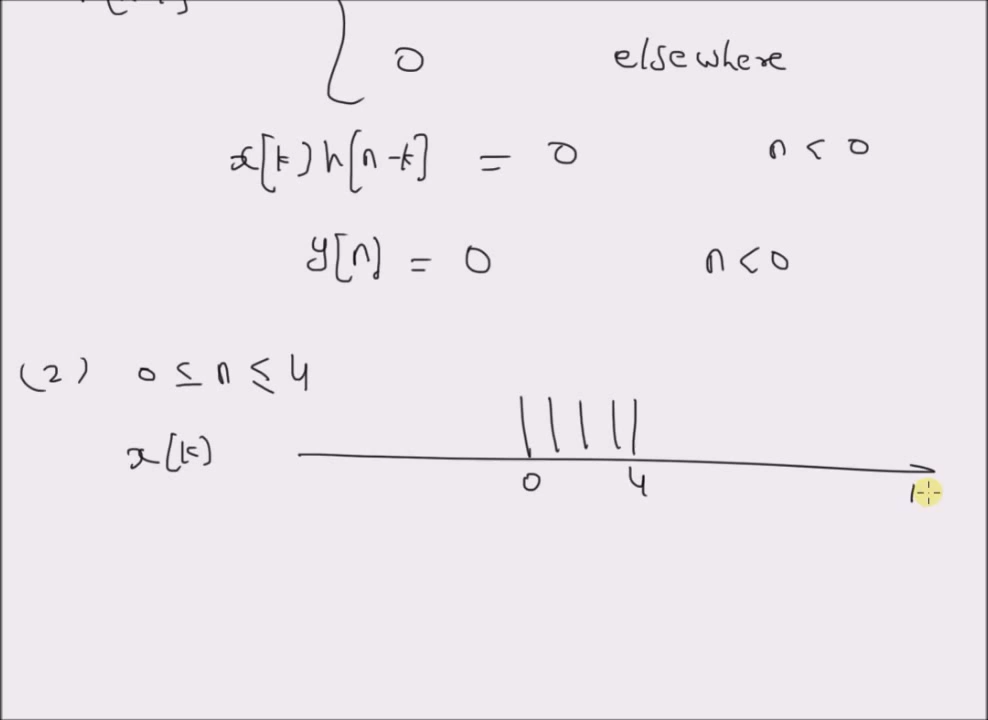 0 elsewhere
x[k] h[n-k] = 0 n < 0
y[n] = 0 n < 0
(2) 0 ≤ n ≤ 4
x[k]
0 4